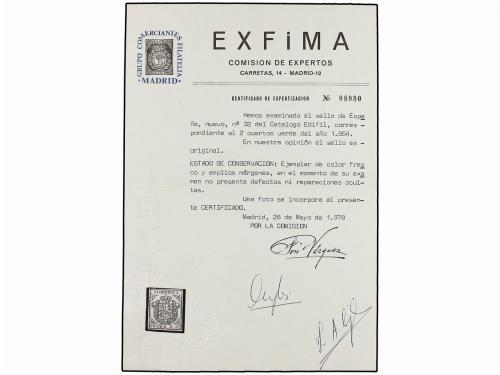 GRUPO COMERCIANTES FILATELIA
MADRID
EXFiMA
COMISION DE EXPERTOS
CARRETAS, 14 - MADRID-12
CERTIFICADO DE EXPENTIZACION № 08980
Hemos examinado el sello de Espa
ña, nuevo, nº 32 del Catalogo Edifil, corres-
pondiente al 2 cuartos verde del año 1.854.
En nuestra opinión el sello es
original.
ESTADO DE CONSERVACION: Ejemplar de color fres
co y amplios márgenes, en el momento de su exa
men no presenta defectos ni reparaciones ocul-
tas.
Una foto se incorpora al presen-
te CERTIFICADO.
Madrid, 26 de Mayo de 1.978
POR LA COMISION
CORREOS